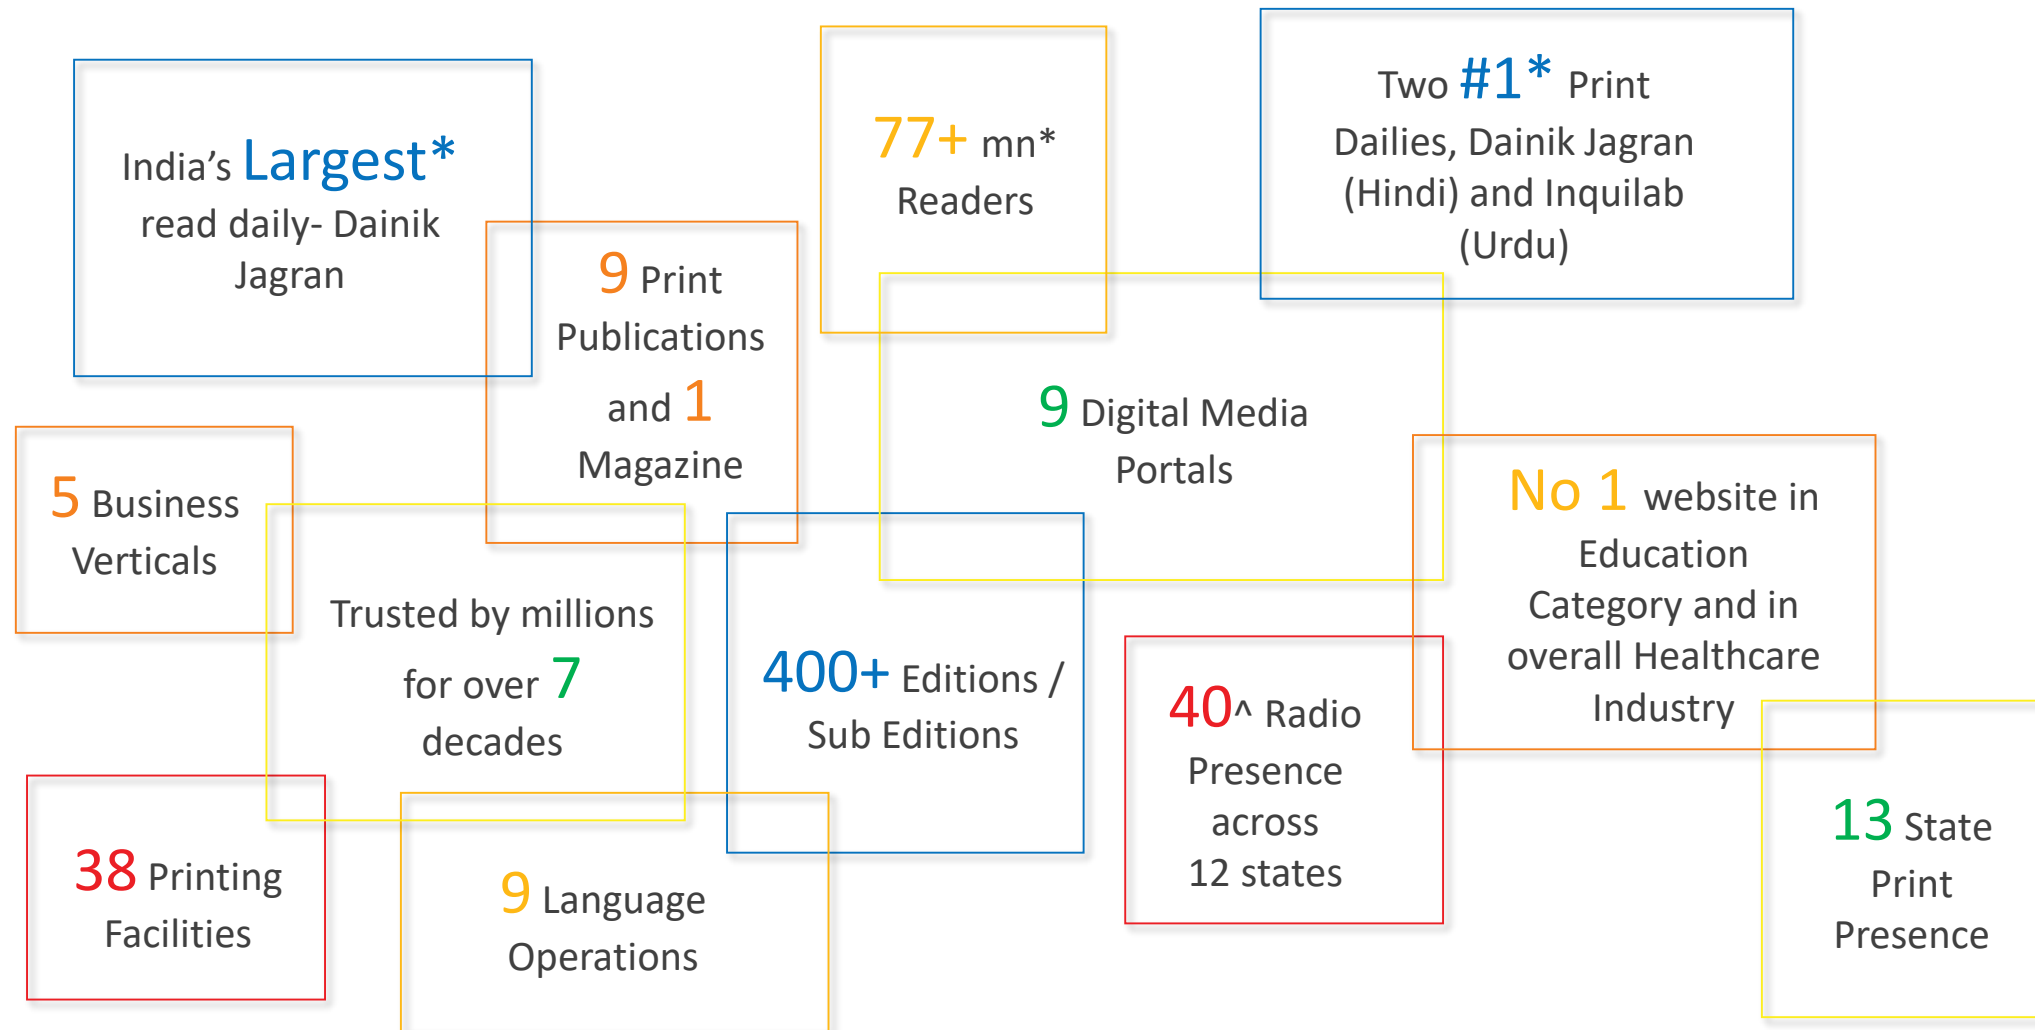 India's Largest*
read daily- Dainik
Jagran
9 Print
Publications
and 1
Magazine
77+ mn*
Readers
Two #1* Print
Dailies, Dainik Jagran
(Hindi) and Inquilab
(Urdu)
9 Digital Media
Portals
5 Business
Verticals
Trusted by millions
for over 7
decades
400+ Editions /
Sub Editions
No 1 website in
Education
Category and in
overall Healthcare
Industry
40^ Radio
Presence
across
12 states
38 Printing
Facilities
9 Language
Operations
13 State
Print
Presence